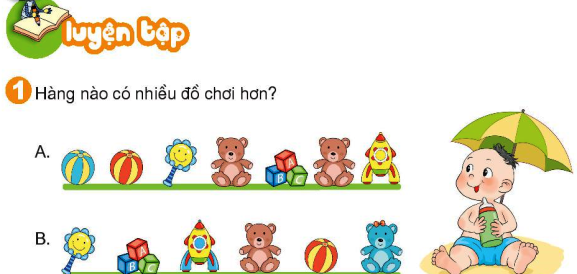 luyện tập
1 Hàng nào có nhiều đồ chơi hơn?
A.
A
B C
B.
A
B C